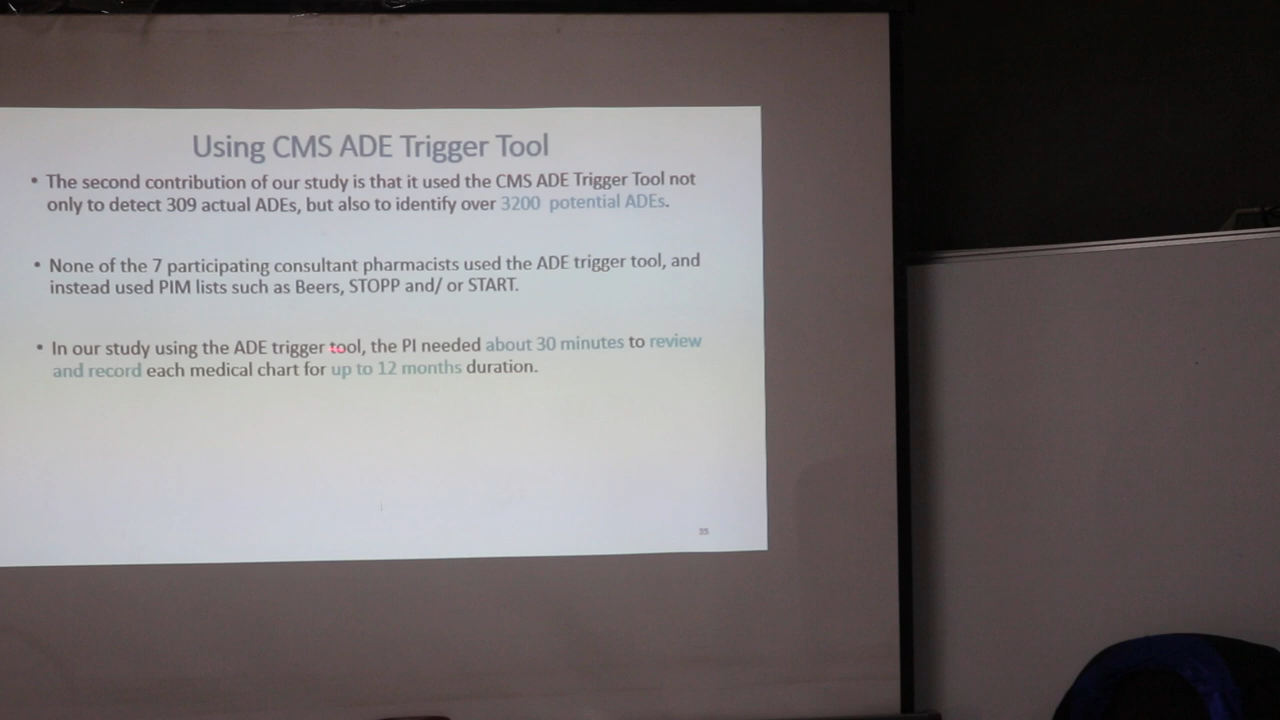 Using CMS ADE Trigger Tool
• The second contribution of our study is that it used the CMS ADE Trigger Tool not
only to detect 309 actual ADEs, but also to identify over 3200 potential ADEs.
• None of the 7 participating consultant pharmacists used the ADE trigger tool, and
instead used PIM lists such as Beers, STOPP and/ or START.
• In our study using the ADE trigger tool, the PI needed about 30 minutes to review
and record each medical chart for up to 12 months duration.
35